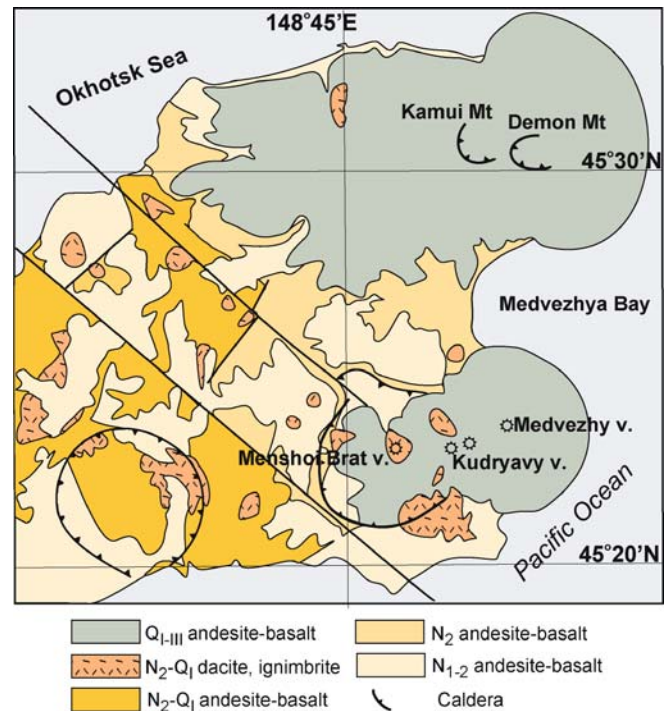 148°45'E
Okhotsk Sea
Kamui Mt
Demon Mt
45°30'N
Medvezhya Bay
Medvezhy v.
Menshoi Brat v.
Kudryavy v.
Pacific Ocean
45°20'N
Q I-III andesite-basalt
N2 andesite-basalt
N2-QI dacite, ignimbrite
N1-2 andesite-basalt
N2-QI andesite-basalt
Caldera